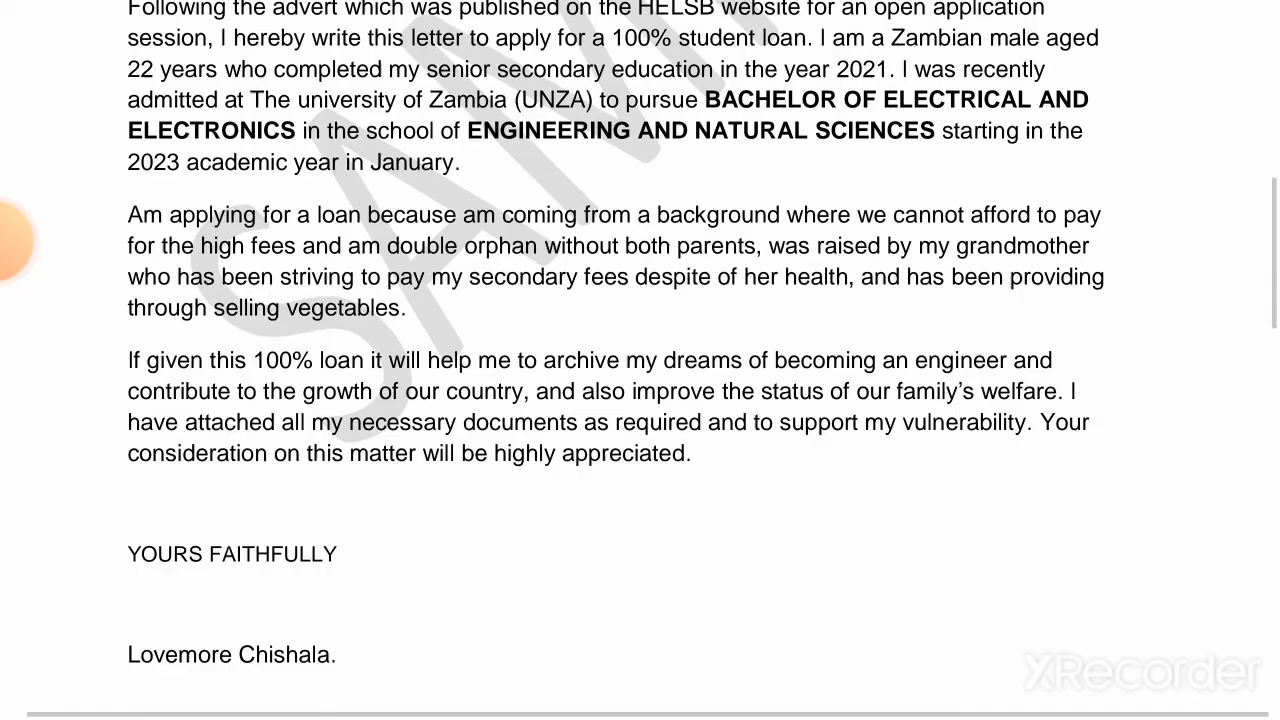 Following the advert which was published on the HELSB website for an open application
session, I hereby write this letter to apply for a 100% student loan. I am a Zambian male aged
22 years who completed my senior secondary education in the year 2021. I was recently
admitted at The university of Zambia (UNZA) to pursue BACHELOR OF ELECTRICAL AND
ELECTRONICS in the school of ENGINEERING AND NATURAL SCIENCES starting in the
2023 academic year in January.
Am applying for a loan because am coming from a background where we cannot afford to pay
for the high fees and am double orphan without both parents, was raised by my grandmother
who has been striving to pay my secondary fees despite of her health, and has been providing
through selling vegetables.
If given this 100% loan it will help me to archive my dreams of becoming an engineer and
contribute to the growth of our country, and also improve the status of our family’s welfare. I
have attached all my necessary documents as required and to support my vulnerability. Your
consideration on this matter will be highly appreciated.
YOURS FAITHFULLY
Lovemore Chishala.
XRecorder